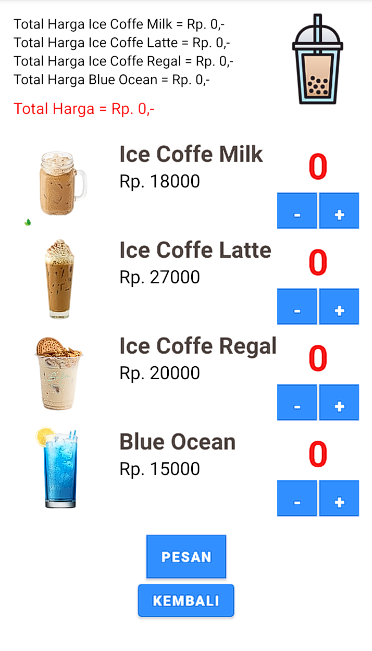 Total Harga Ice Coffe Milk = Rp. 0,-
Total Harga Ice Coffe Latte = Rp. 0,-
Total Harga Ice Coffe Regal = Rp. 0,-
Total Harga Blue Ocean = Rp. 0,-
Total Harga = Rp. 0,-
Ice Coffe Milk
Rp. 18000
0
- +
Ice Coffe Latte
Rp. 27000
0
- +
Ice Coffe Regal
Rp. 20000
0
- +
Blue Ocean
Rp. 15000
0
- +
PESAN
KEMBALI